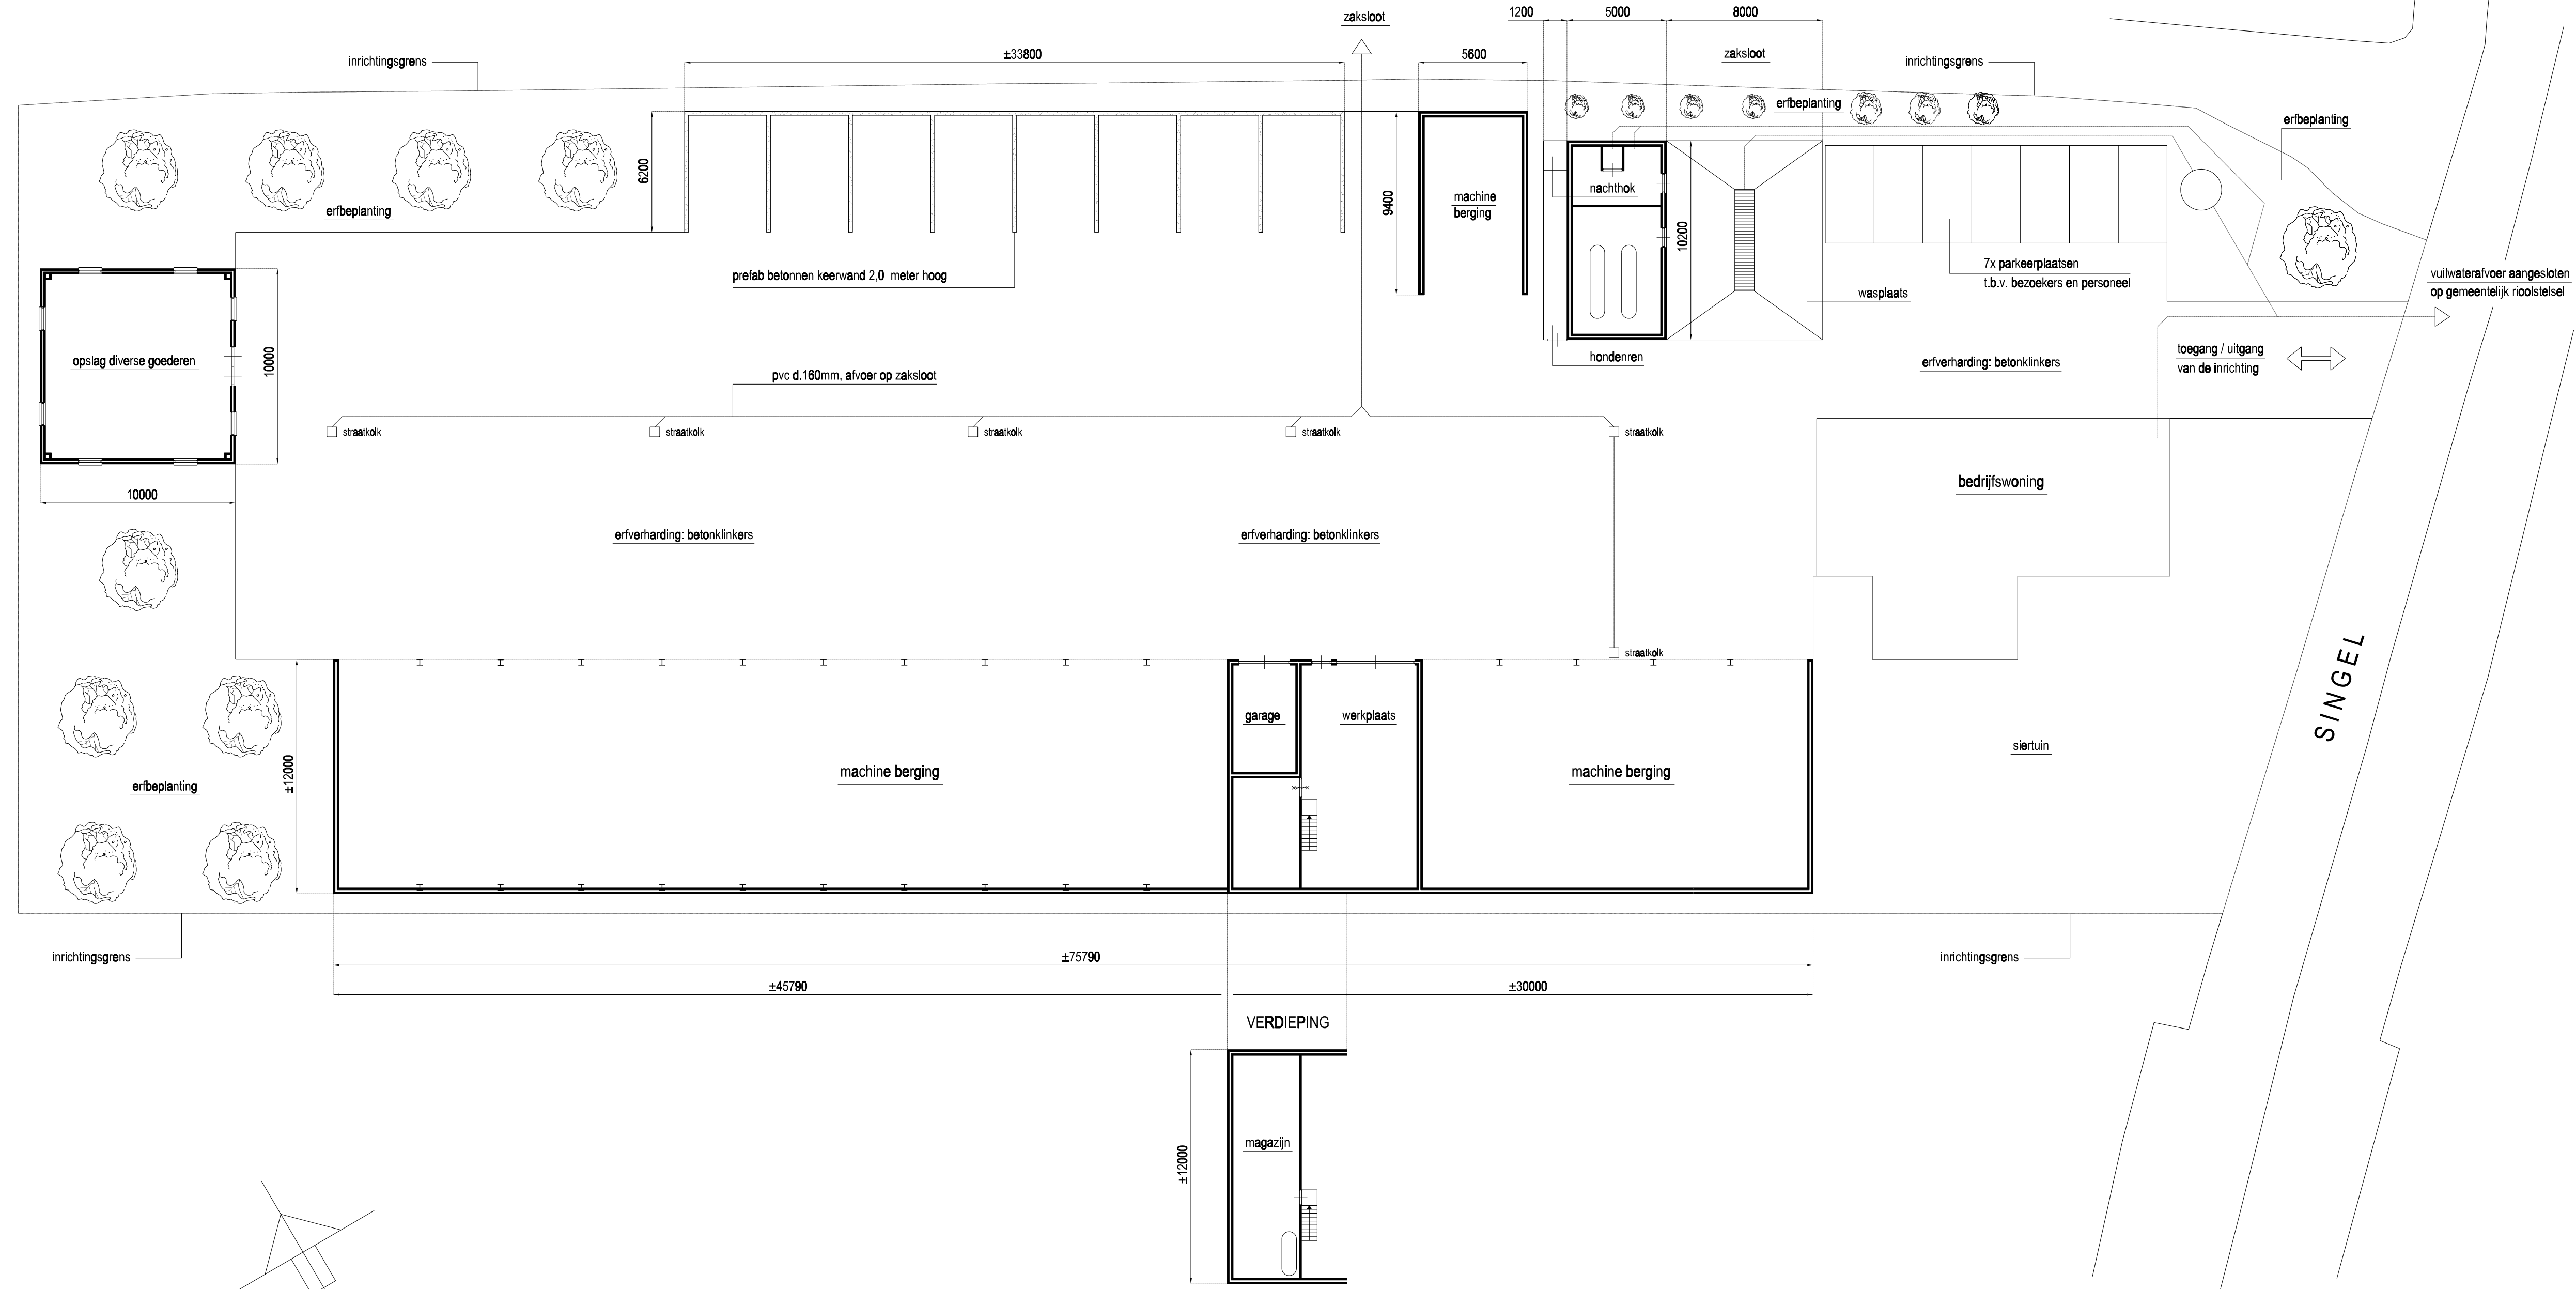 zaksloot
1200
5000
8000
inrichtingsgrens
±33800
5600
zaksloot
inrichtingsgrens
erfbeplanting
erfbeplanting
6200
9400
machine
berging
nachthok
10200
erfbeplanting
7x parkeerplaatsen
t.b.v. bezoekers en personeel
vuilwaterafvoer aangesloten
op gemeentelijk rioolstelsel
prefab betonnen keerwand 2,0 meter hoog
wasplaats
opslag diverse goederen
10000
hondenren
erfverharding: betonklinkers
toegang / uitgang
van de inrichting
pvc d.160mm, afvoer op zaksloot
straatkolk
straatkolk
straatkolk
straatkolk
straatkolk
10000
bedrijfswoning
erfverharding: betonklinkers
erfverharding: betonklinkers
straatkolk
SINGEL
garage
werkplaats
siertuin
±12000
machine berging
machine berging
erfbeplanting
inrichtingsgrens
±75790
inrichtingsgrens
±45790
±30000
VERDIEPING
magazijn
±12000